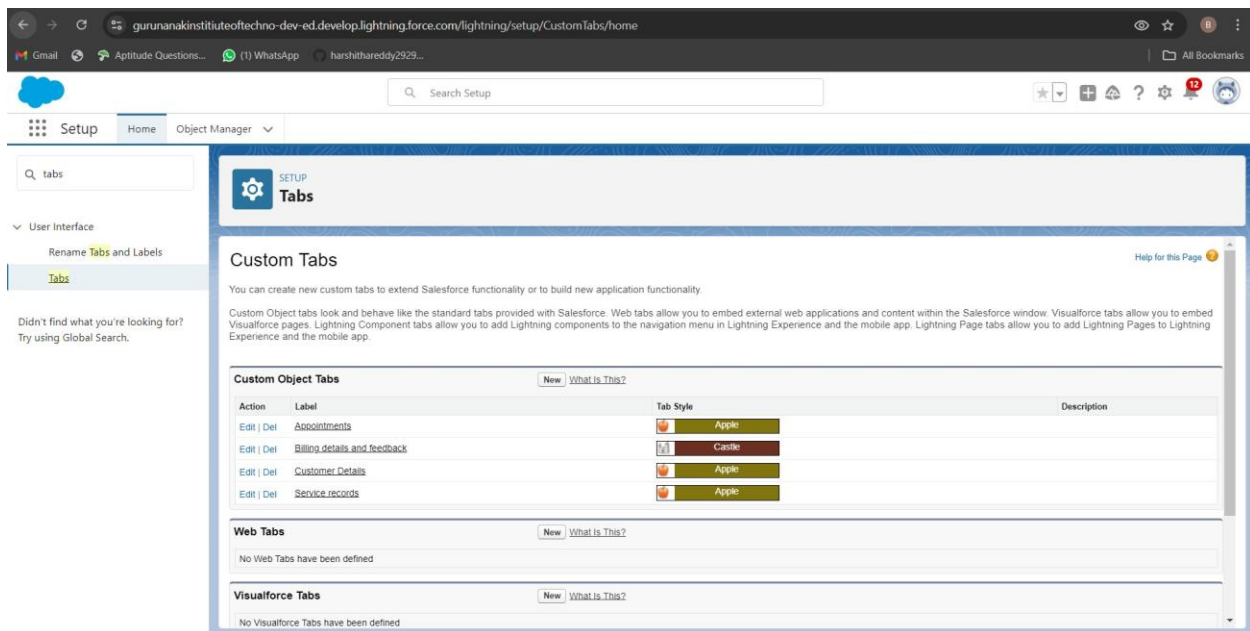 gurunanakinstitiuteoftechno-dev-ed.develop.lightning.force.com/lightning/setup/CustomTabs/home
B
Gmail
Aptitude Questions...
(1) WhatsApp
harshithareddy2929...
All Bookmarks
Search Setup
12
Setup
Home
Object Manager
tabs
SETUP
Tabs
User Interface
Rename Tabs and Labels
Tabs
Didn't find what you're looking for?
Try using Global Search.
Custom Tabs
Help for this Page
You can create new custom tabs to extend Salesforce functionality or to build new application functionality.
Custom Object tabs look and behave like the standard tabs provided with Salesforce. Web tabs allow you to embed external web applications and content within the Salesforce window. Visualforce tabs allow you to embed
Visualforce pages. Lightning Component tabs allow you to add Lightning components to the navigation menu in Lightning Experience and the mobile app. Lightning Page tabs allow you to add Lightning Pages to Lightning
Experience and the mobile app.
Custom Object Tabs New What Is This?
Action Label Tab Style Description
Edit | Del Appointments Apple
Edit | Del Billing details and feedback Castle
Edit | Del Customer Details Apple
Edit | Del Service records Apple
Web Tabs New What Is This?
No Web Tabs have been defined
Visualforce Tabs New What Is This?
No Visualforce Tabs have been defined